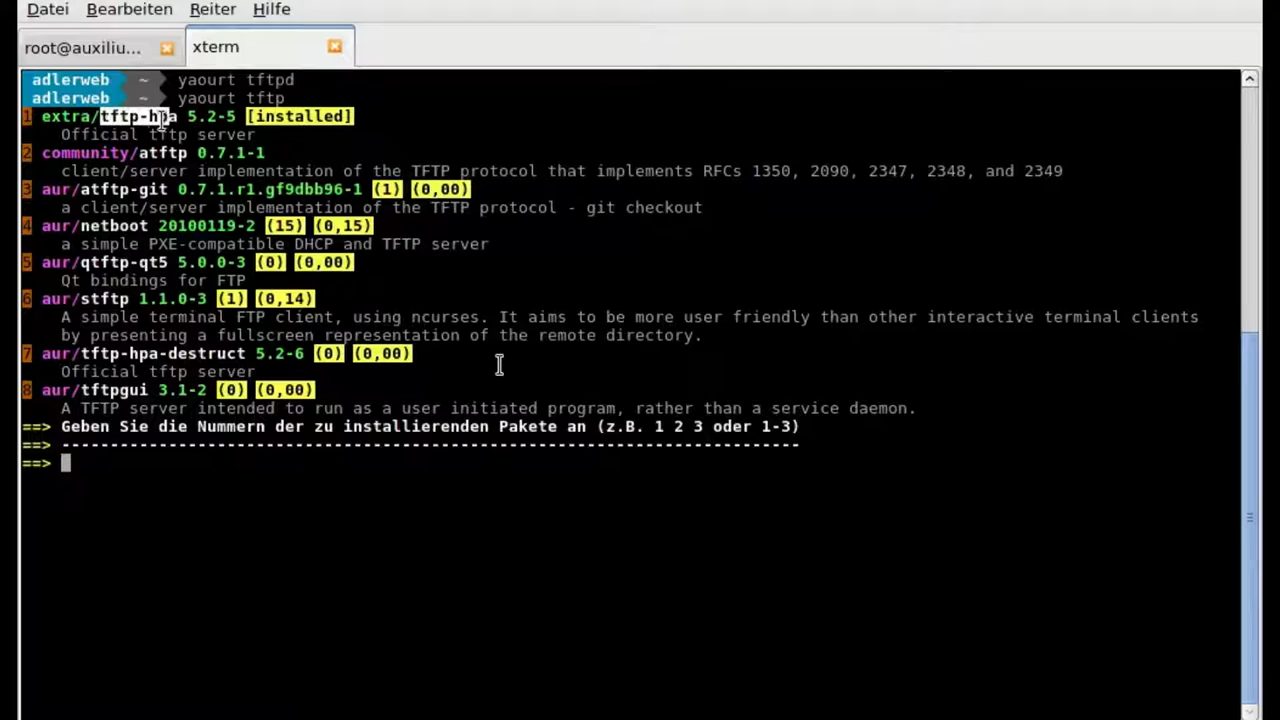 Datei Bearbeiten Reiter Hilfe
root@auxiliu... xterm
adlerweb ~ yaourt tftpd
adlerweb ~ yaourt tftp
1 extra/tftp-hpa 5.2-5 [installed]
Official tftp server
2 community/atftp 0.7.1-1
client/server implementation of the TFTP protocol that implements RFCs 1350, 2090, 2347, 2348, and 2349
3 aur/atftp-git 0.7.1.r1.gf9dbb96-1 (1) (0,00)
a client/server implementation of the TFTP protocol - git checkout
4 aur/netboot 20100119-2 (15) (0,15)
a simple PXE-compatible DHCP and TFTP server
5 aur/qtftp-qt5 5.0.0-3 (0) (0,00)
Qt bindings for FTP
6 aur/stftp 1.1.0-3 (1) (0,14)
A simple terminal FTP client, using ncurses. It aims to be more user friendly than other interactive terminal clients
by presenting a fullscreen representation of the remote directory.
7 aur/tftp-hpa-destruct 5.2-6 (0) (0,00)
Official tftp server
8 aur/tftpgui 3.1-2 (0) (0,00)
A TFTP server intended to run as a user initiated program, rather than a service daemon.
==> Geben Sie die Nummern der zu installierenden Pakete an (z.B. 1 2 3 oder 1-3)
==> ----------------------------------------------------------------------------
==>